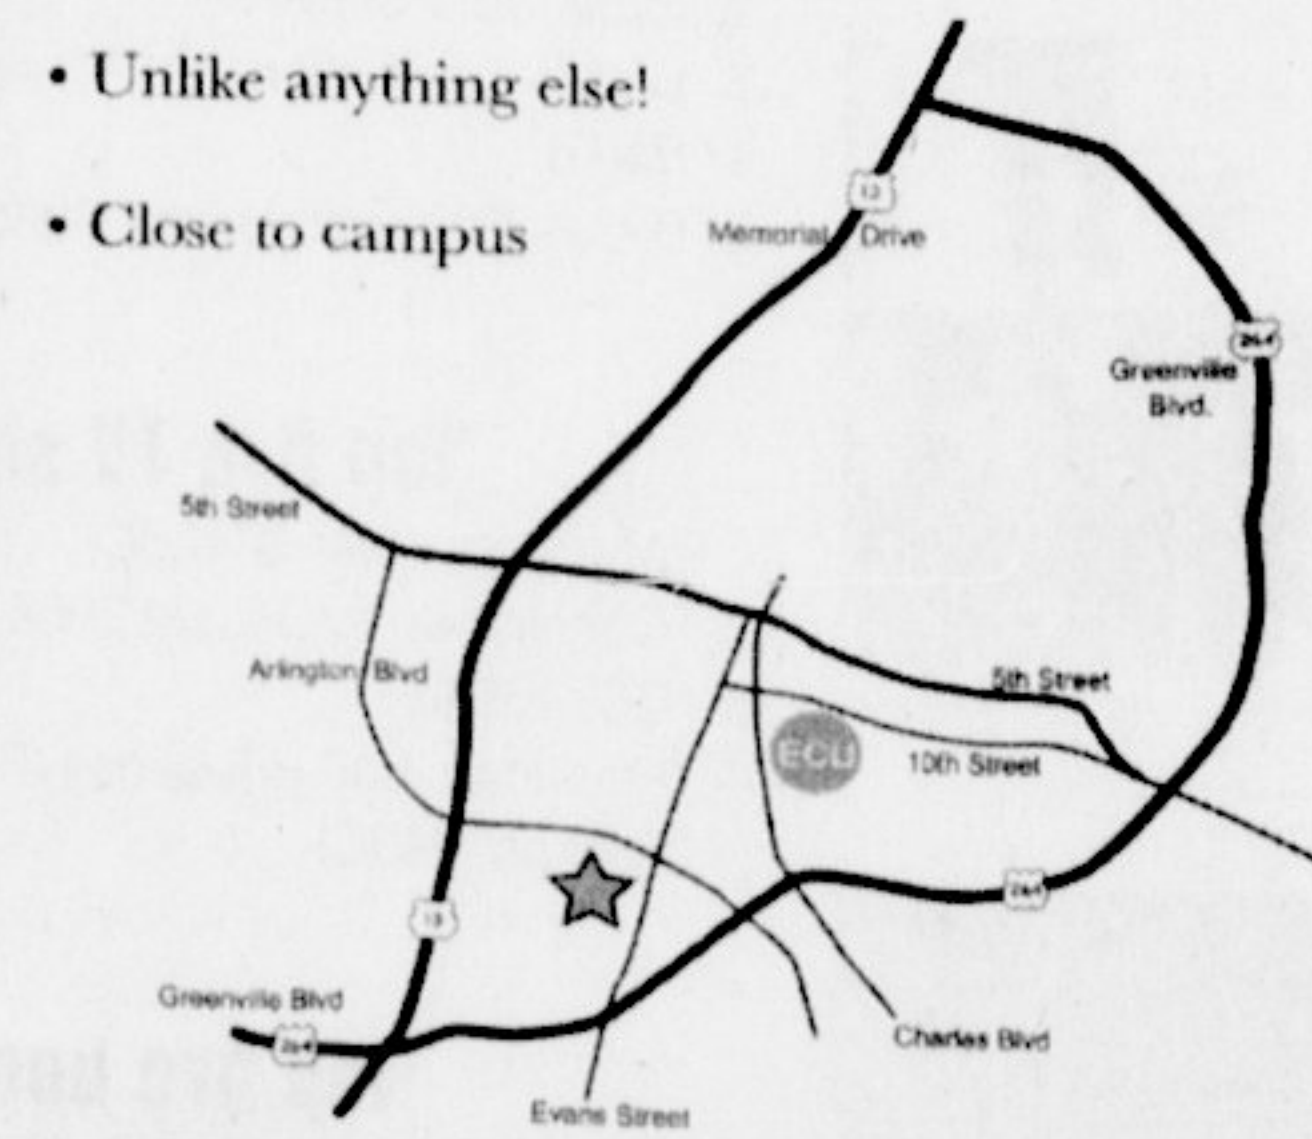 • Unlike anything else!
• Close to campus
13
Memorial Drive
264
Greenville
Blvd.
5th Street
Arlington Blvd
5th Street
ECU
10th Street
264
13
Greenville Blvd
264
Charles Blvd
Evans Street